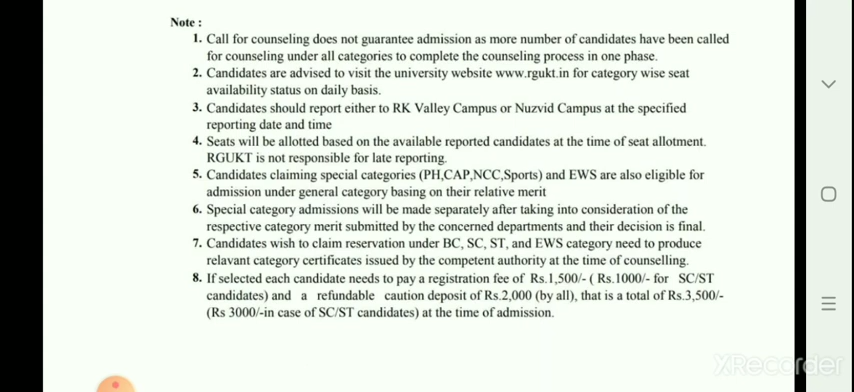 Note :
1. Call for counseling does not guarantee admission as more number of candidates have been called
for counseling under all categories to complete the counseling process in one phase.
2. Candidates are advised to visit the university website www.rgukt.in for category wise seat
availability status on daily basis.
3. Candidates should report either to RK Valley Campus or Nuzvid Campus at the specified
reporting date and time
4. Seats will be allotted based on the available reported candidates at the time of seat allotment.
RGUKT is not responsible for late reporting.
5. Candidates claiming special categories (PH,CAP,NCC,Sports) and EWS are also eligible for
admission under general category basing on their relative merit
6. Special category admissions will be made separately after taking into consideration of the
respective category merit submitted by the concerned departments and their decision is final.
7. Candidates wish to claim reservation under BC, SC, ST, and EWS category need to produce
relavant category certificates issued by the competent authority at the time of counselling.
8. If selected each candidate needs to pay a registration fee of Rs.1,500/- ( Rs.1000/- for SC/ST
candidates) and a refundable caution deposit of Rs.2,000 (by all), that is a total of Rs.3,500/-
(Rs 3000/-in case of SC/ST candidates) at the time of admission.
XRecorder